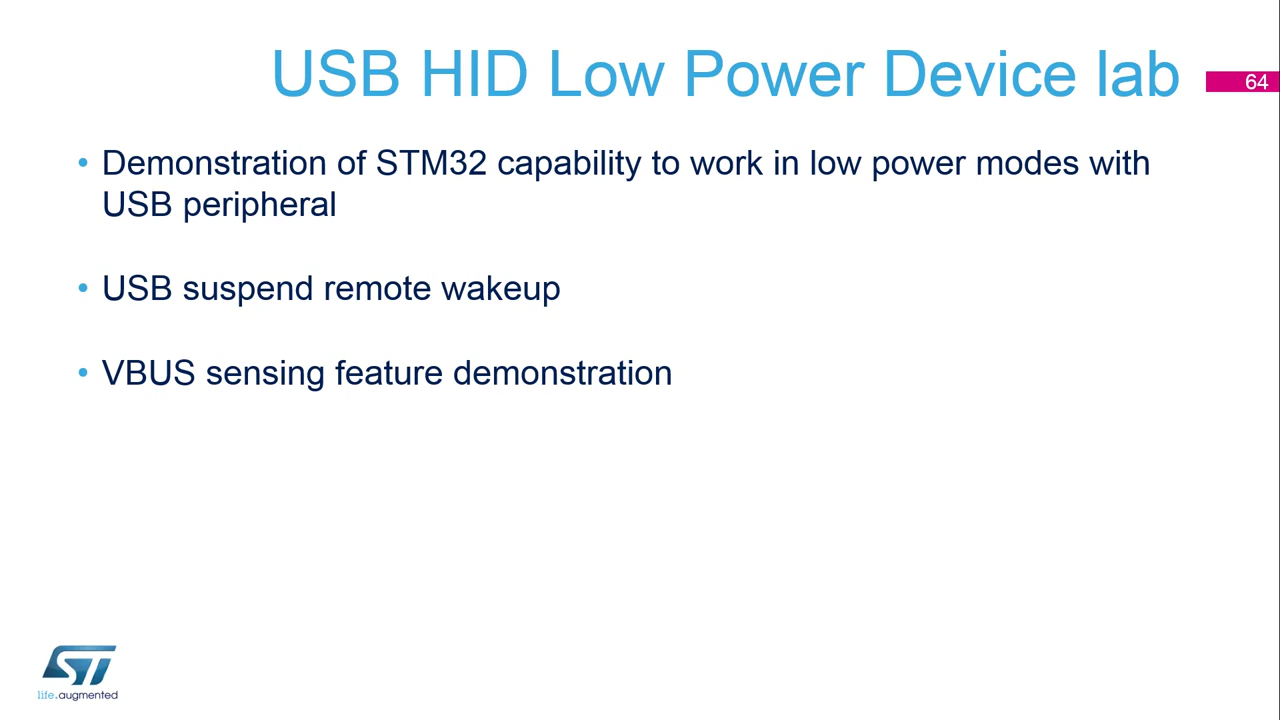 USB HID Low Power Device lab
64
• Demonstration of STM32 capability to work in low power modes with
USB peripheral
• USB suspend remote wakeup
• VBUS sensing feature demonstration
ST
life.augmented